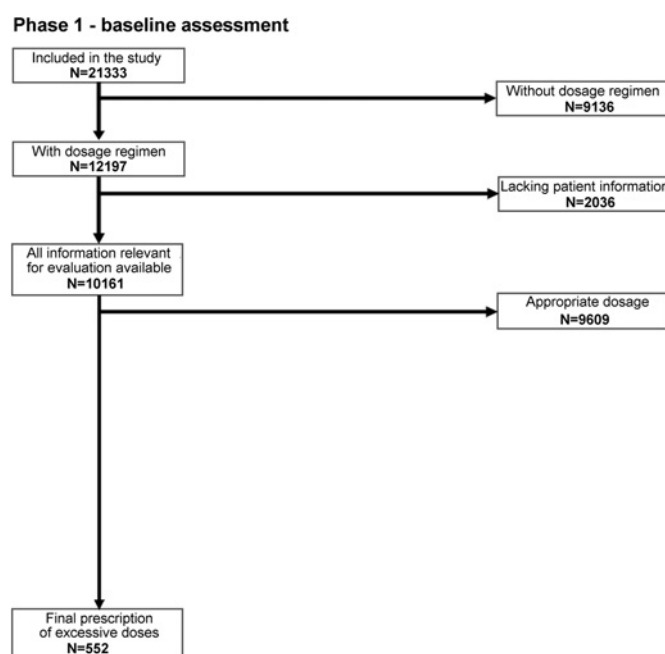 Phase 1 - baseline assessment
Included in the study
N=21333
Without dosage regimen
N=9136
With dosage regimen
N=12197
Lacking patient information
N=2036
All information relevant
for evaluation available
N=10161
Appropriate dosage
N=9609
Final prescription
of excessive doses
N=552